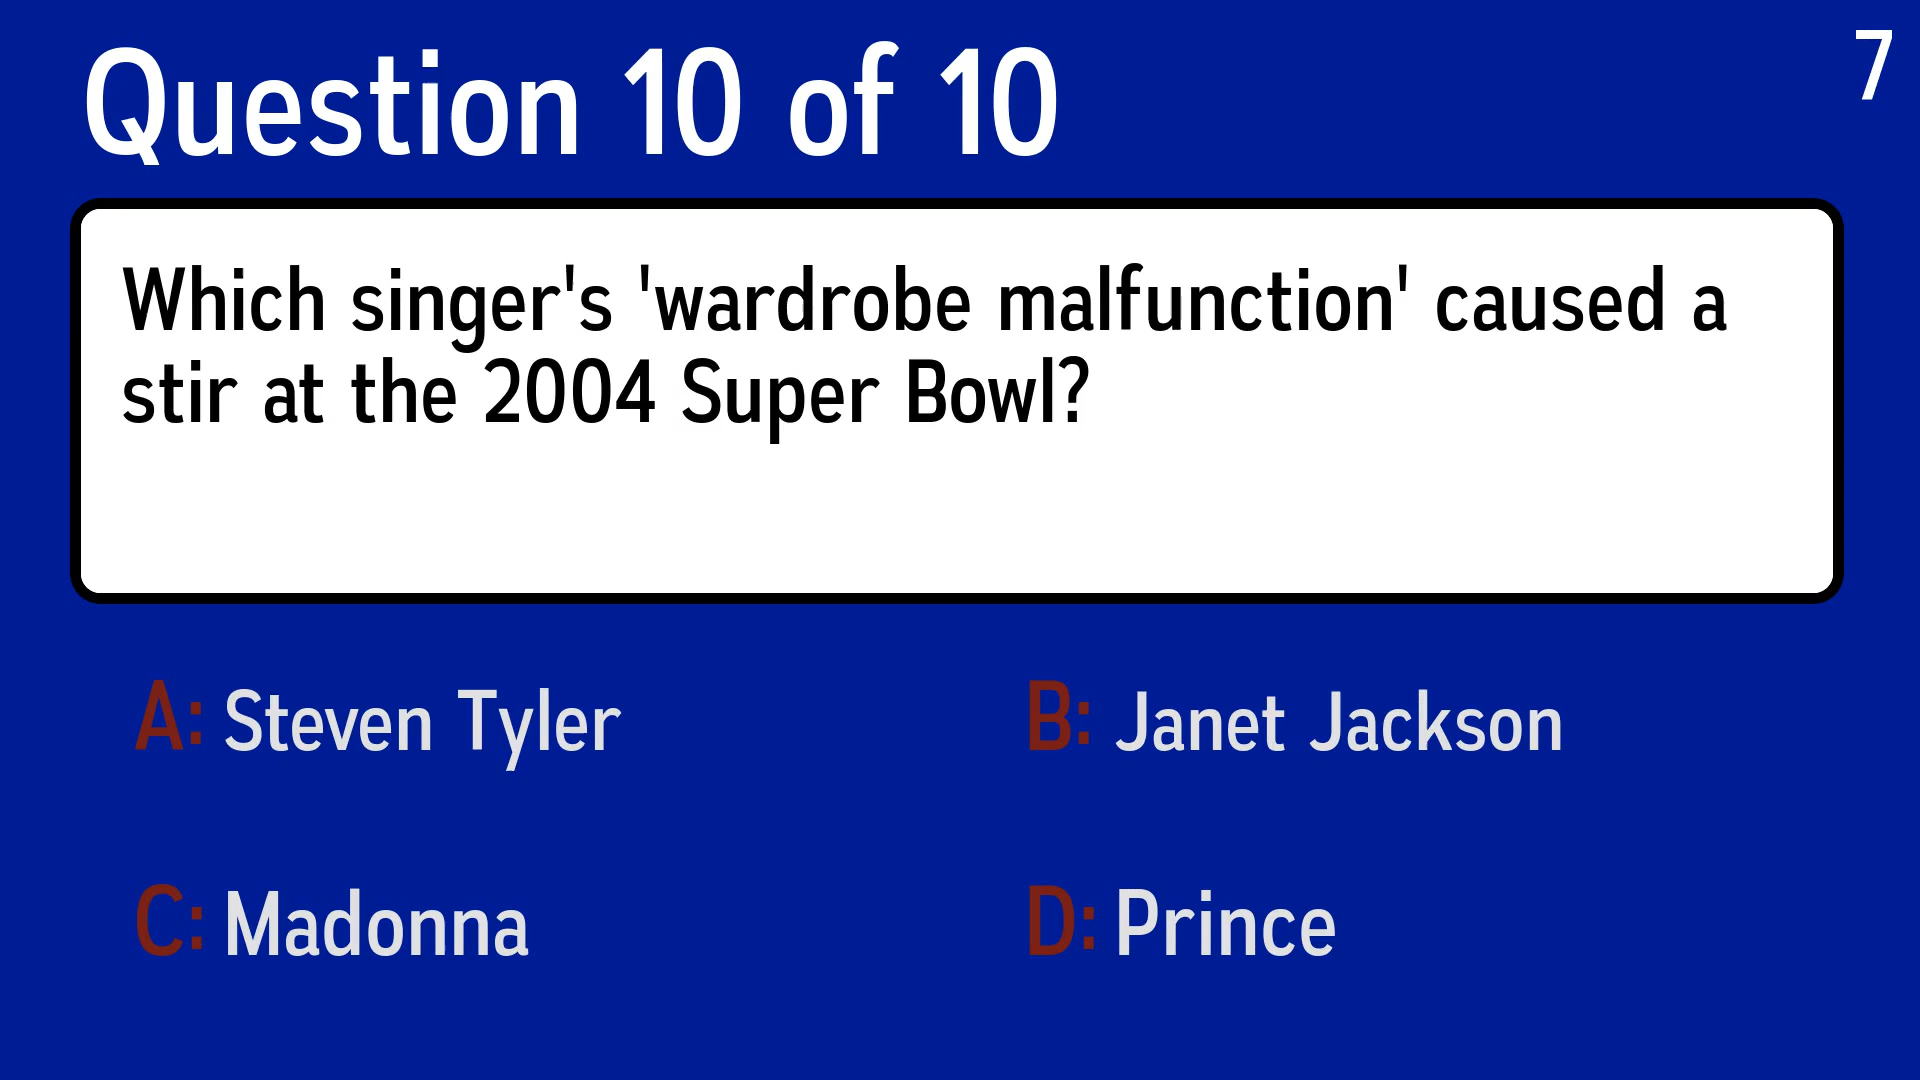 Question 10 of 10
7
Which singer's 'wardrobe malfunction' caused a
stir at the 2004 Super Bowl?
A: Steven Tyler
B: Janet Jackson
C: Madonna
D: Prince